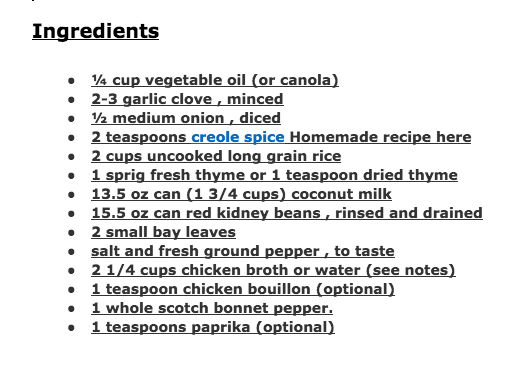 Ingredients
¼ cup vegetable oil (or canola)
2-3 garlic clove , minced
½ medium onion , diced
2 teaspoons creole spice Homemade recipe here
2 cups uncooked long grain rice
1 sprig fresh thyme or 1 teaspoon dried thyme
13.5 oz can (1 3/4 cups) coconut milk
15.5 oz can red kidney beans , rinsed and drained
2 small bay leaves
salt and fresh ground pepper , to taste
2 1/4 cups chicken broth or water (see notes)
1 teaspoon chicken bouillon (optional)
1 whole scotch bonnet pepper.
1 teaspoons paprika (optional)